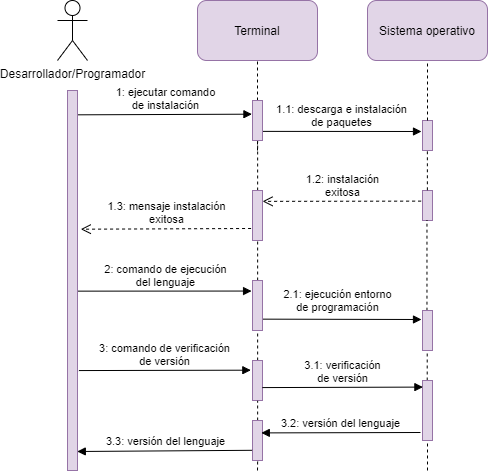 Terminal
Sistema operativo
Desarrollador/Programador
1: ejecutar comando
de instalación
1.1: descarga e instalación
de paquetes
1.2: instalación
exitosa
1.3: mensaje instalación
exitosa
2: comando de ejecución
del lenguaje
2.1: ejecución entorno
de programación
3: comando de verificación
de versión
3.1: verificación
de versión
3.2: versión del lenguaje
3.3: versión del lenguaje